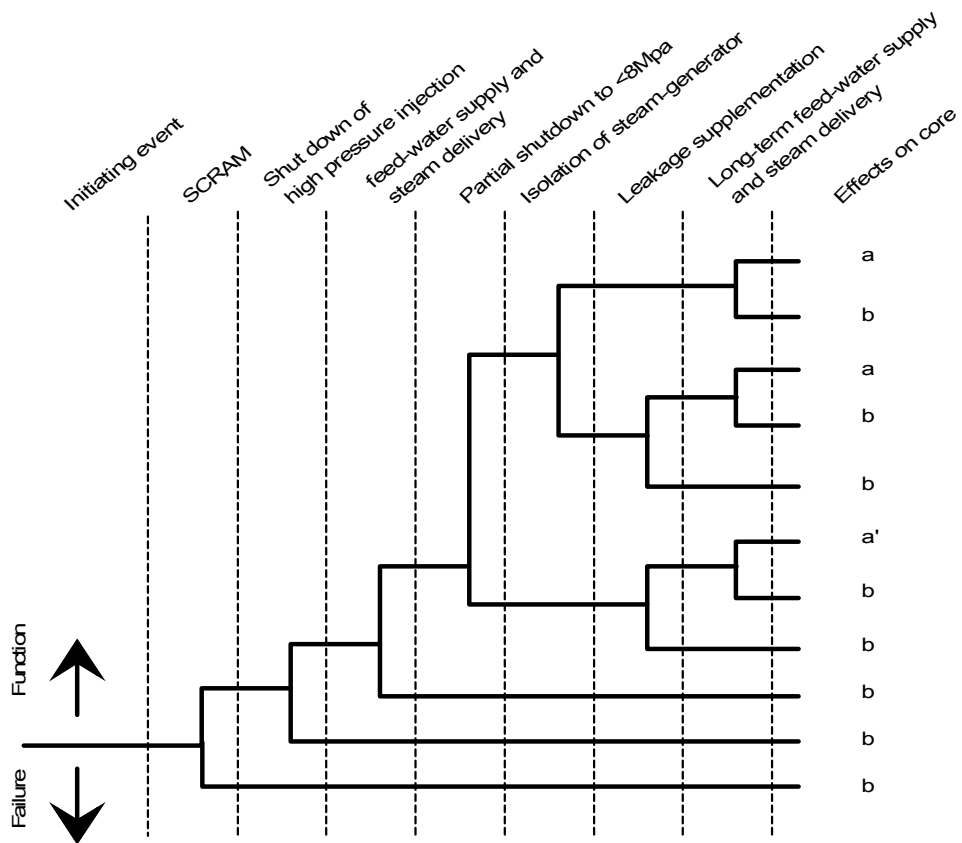 Initiating event
SCRAM
Shut down of
high pressure injection
feed-water supply and
steam delivery
Partial shutdown to <8Mpa
Isolation of steam-generator
Leakage supplementation
Long-term feed-water supply
and steam delivery
Effects on core
a
b
a
b
b
a'
b
b
b
b
b
Function
Failure